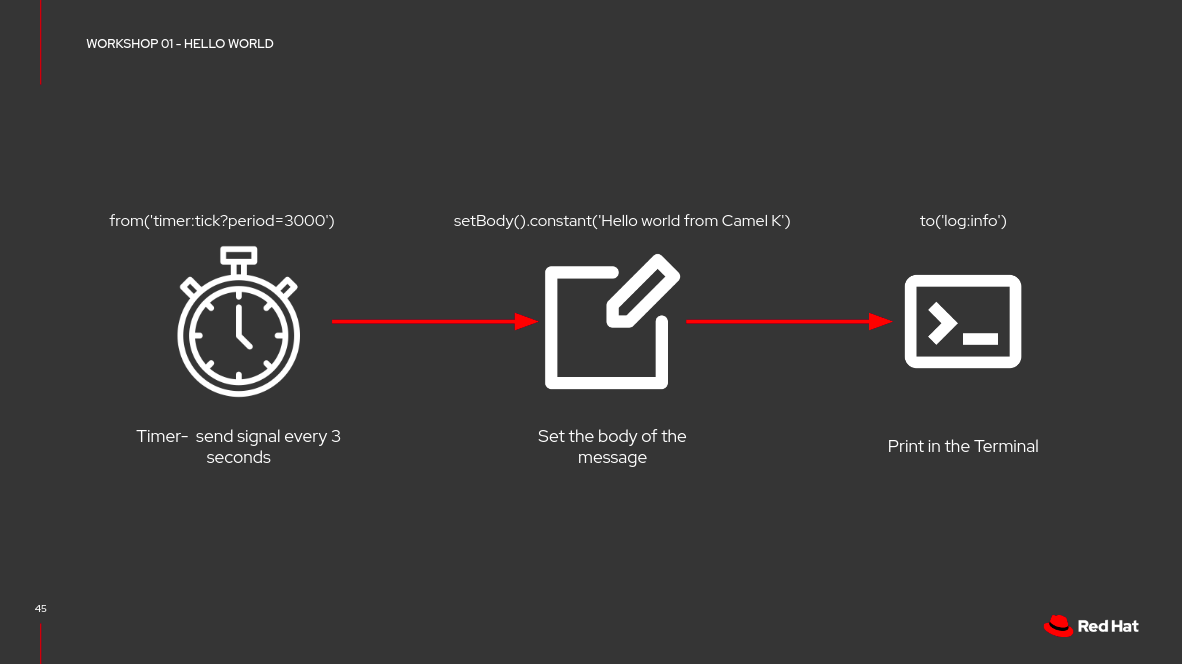 WORKSHOP 01 - HELLO WORLD
from('timer:tick?period=3000')
setBody().constant('Hello world from Camel K')
to('log:info')
Timer-  send signal every 3
seconds
Set the body of the
message
Print in the Terminal
45
Red Hat